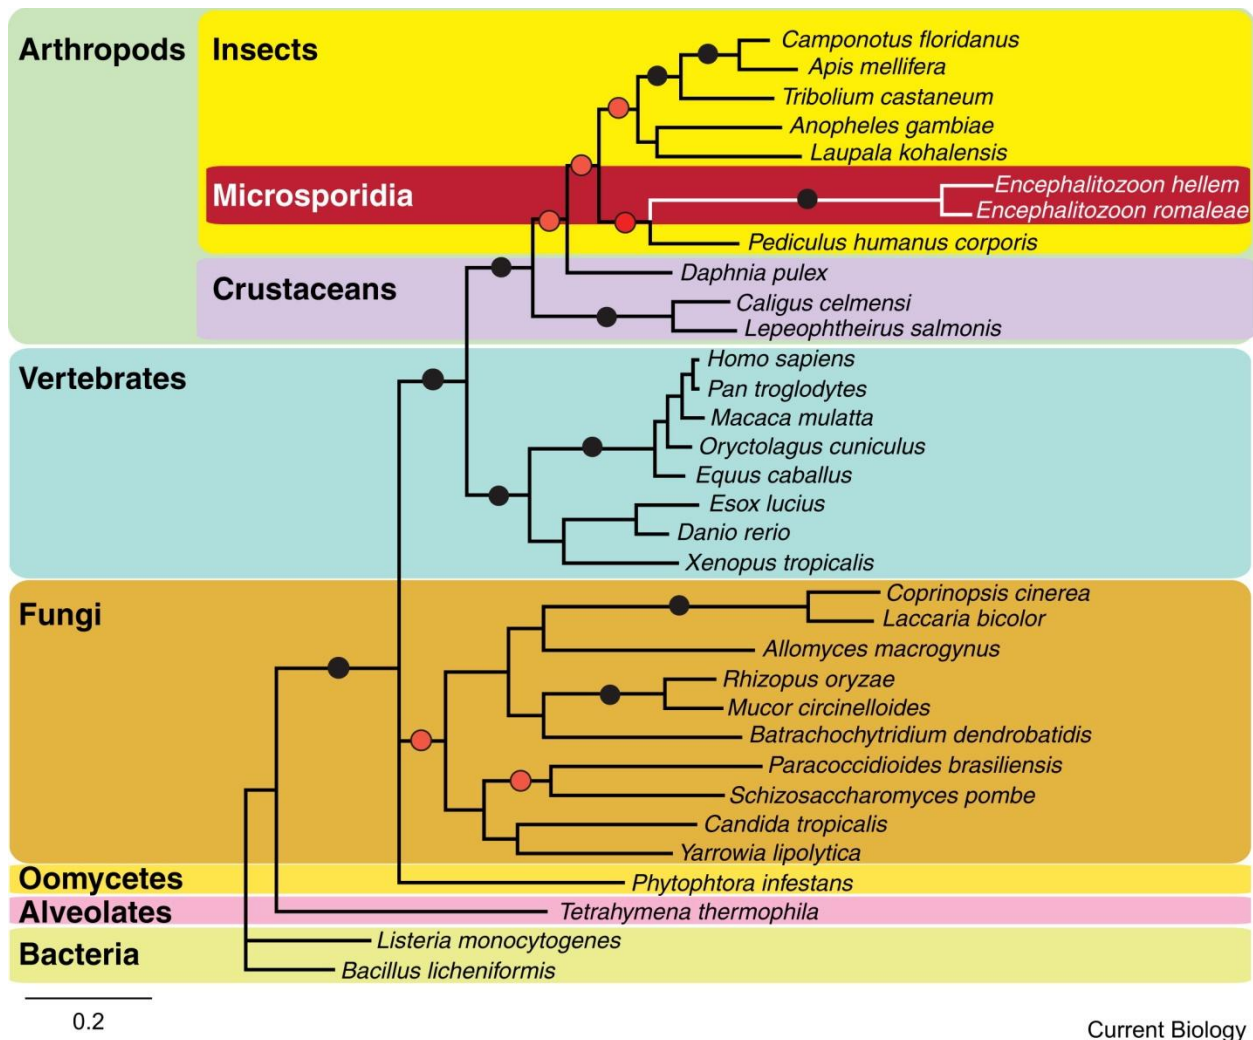 Arthropods
Insects
Camponotus floridanus
Apis mellifera
Tribolium castaneum
Anopheles gambiae
Laupala kohalensis
Microsporidia
Encephalitozoon hellem
Encephalitozoon romaleae
Pediculus humanus corporis
Crustaceans
Daphnia pulex
Caligus celmensi
Lepeophtheirus salmonis
Vertebrates
Homo sapiens
Pan troglodytes
Macaca mulatta
Oryctolagus cuniculus
Equus caballus
Esox lucius
Danio rerio
Xenopus tropicalis
Fungi
Coprinopsis cinerea
Laccaria bicolor
Allomyces macrogynus
Rhizopus oryzae
Mucor circinelloides
Batrachochytridium dendrobatidis
Paracoccidioides brasiliensis
Schizosaccharomyces pombe
Candida tropicalis
Yarrowia lipolytica
Oomycetes
Phytophtora infestans
Alveolates
Tetrahymena thermophila
Bacteria
Listeria monocytogenes
Bacillus licheniformis
0.2
Current Biology